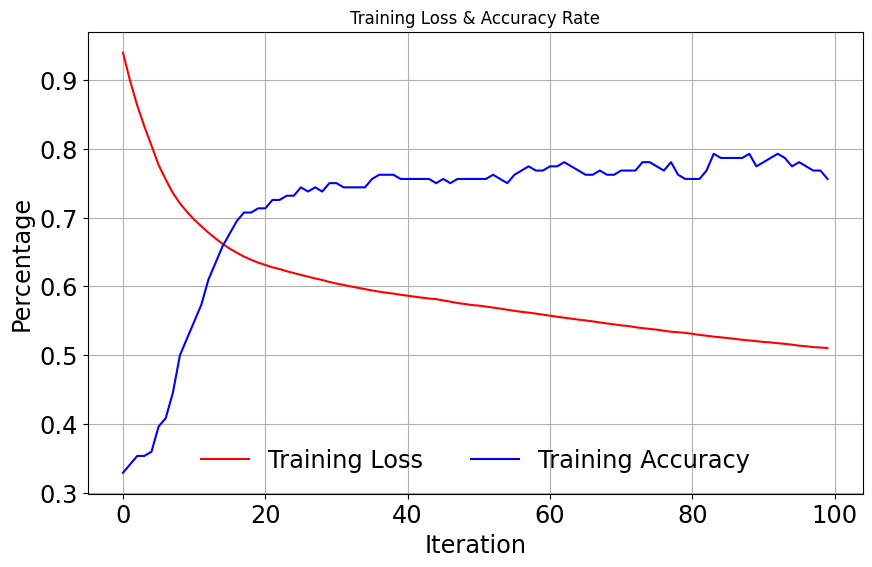 Training Loss & Accuracy Rate
Percentage
0.9
0.8
0.7
0.6
0.5
0.4
0.3
Training Loss
Training Accuracy
0 20 40 60 80 100
Iteration